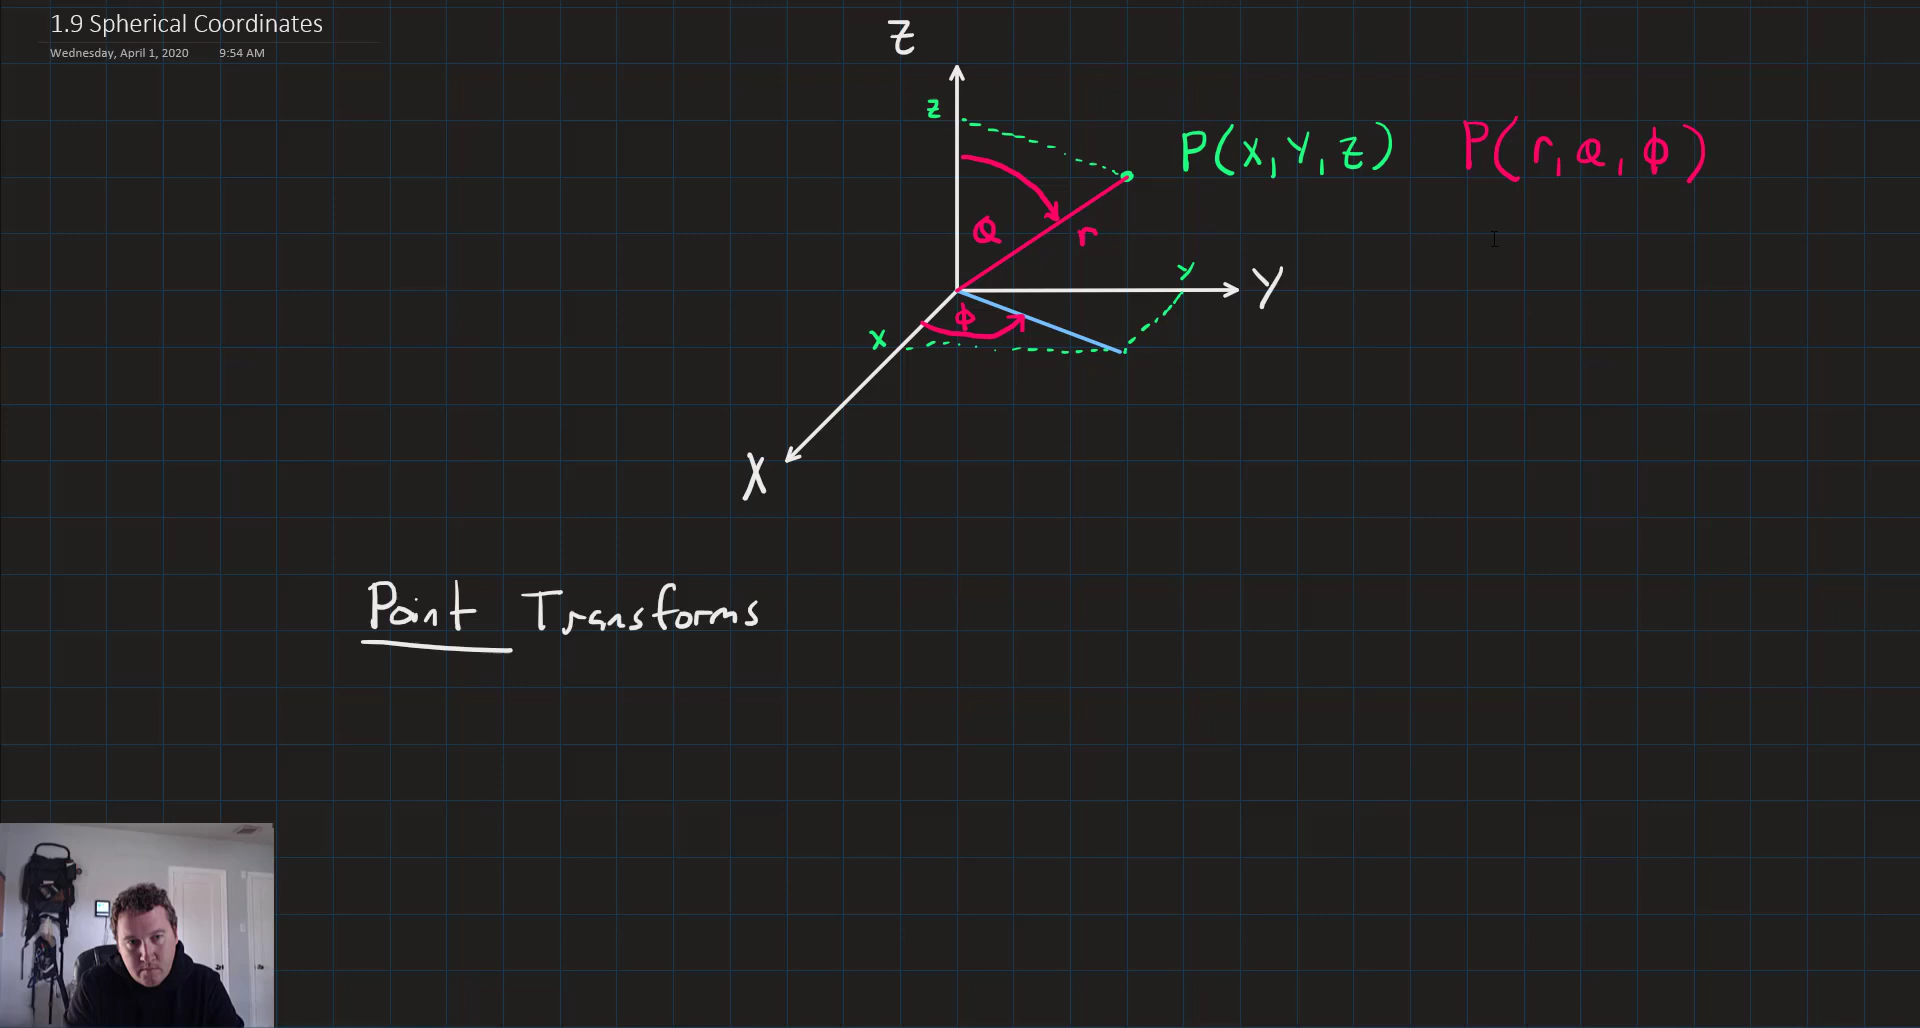 1.9 Spherical Coordinates
Wednesday, April 1, 2020 9:54 AM
Z
z
P(x, y, z) P(r, θ, φ)
θ
r
y
Y
φ
x
X
Point Transforms